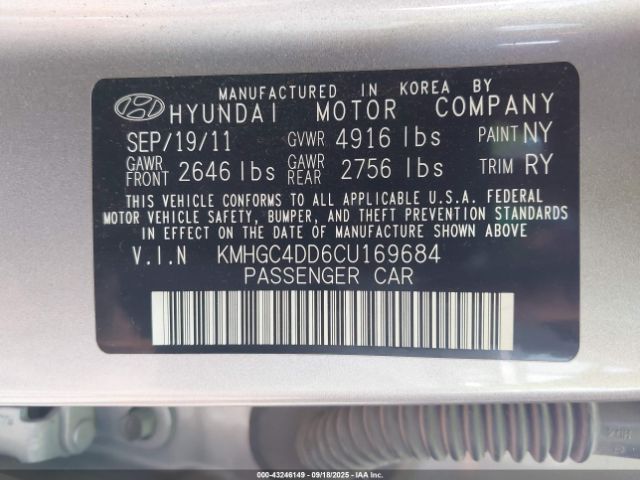 MANUFACTURED IN KOREA BY
HYUNDAI MOTOR COMPANY
SEP/19/11 GVWR 4916 lbs PAINT NY
GAWR FRONT 2646 lbs GAWR REAR 2756 lbs TRIM RY
THIS VEHICLE CONFORMS TO ALL APPLICABLE U.S.A. FEDERAL
MOTOR VEHICLE SAFETY, BUMPER, AND THEFT PREVENTION STANDARDS
IN EFFECT ON THE DATE OF MANUFACTURE SHOWN ABOVE
V.I.N KMHGC4DD6CU169684
PASSENGER CAR
000-43246149 - 09/18/2025 - IAAI.COM